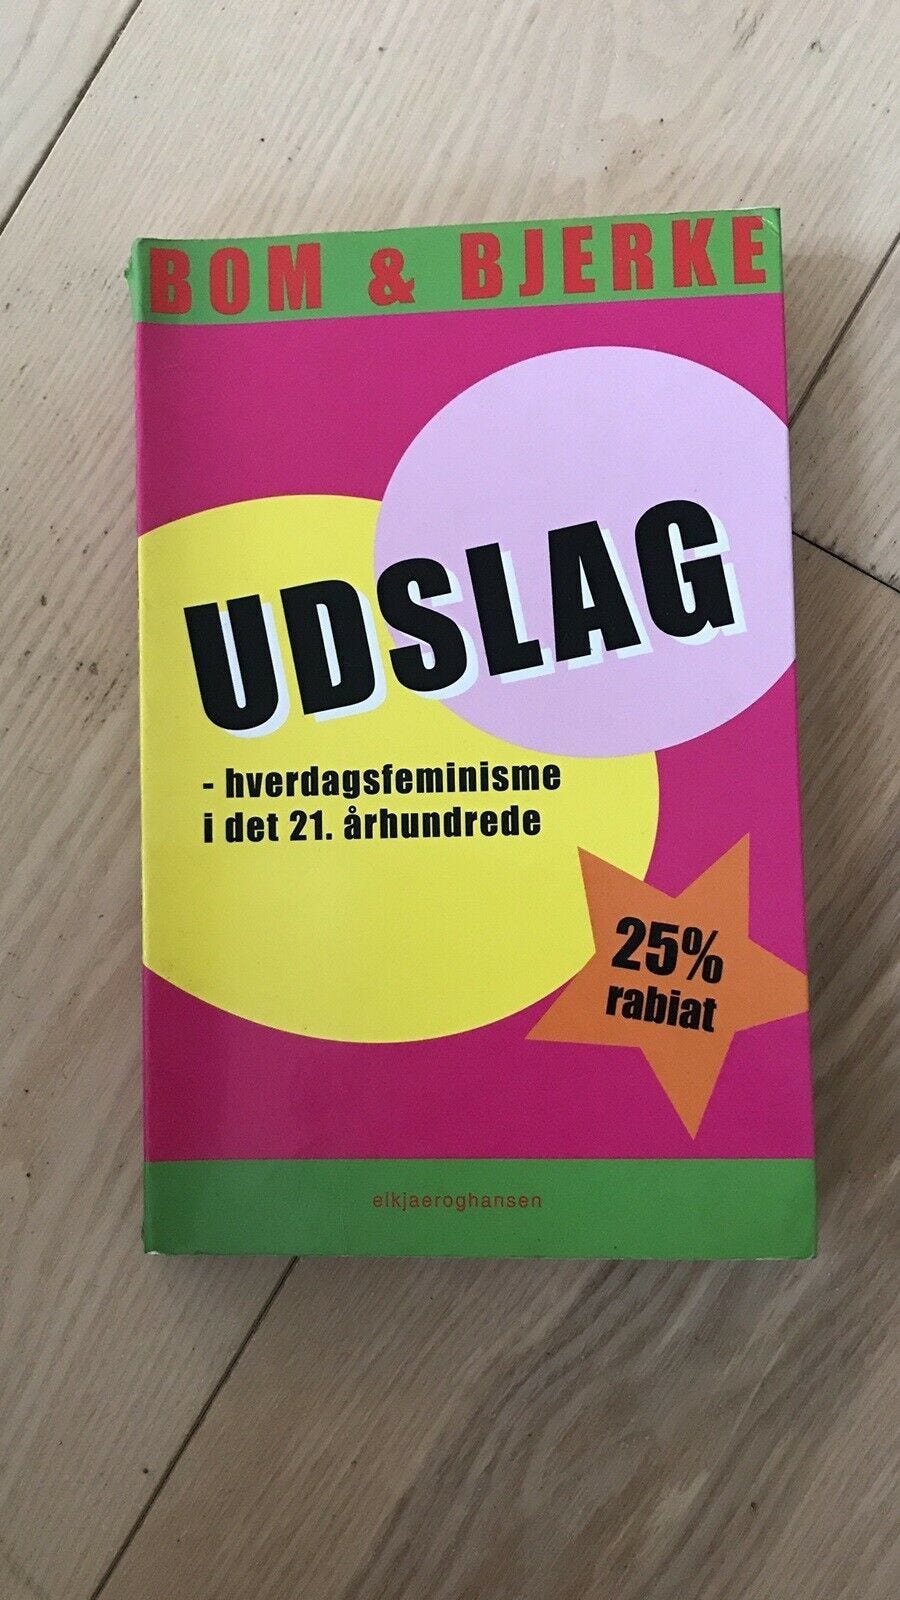 BOM & BJERKE
UDSLAG
- hverdagsfeminisme
i det 21. århundrede
25%
rabiat
elkjaeroghansen